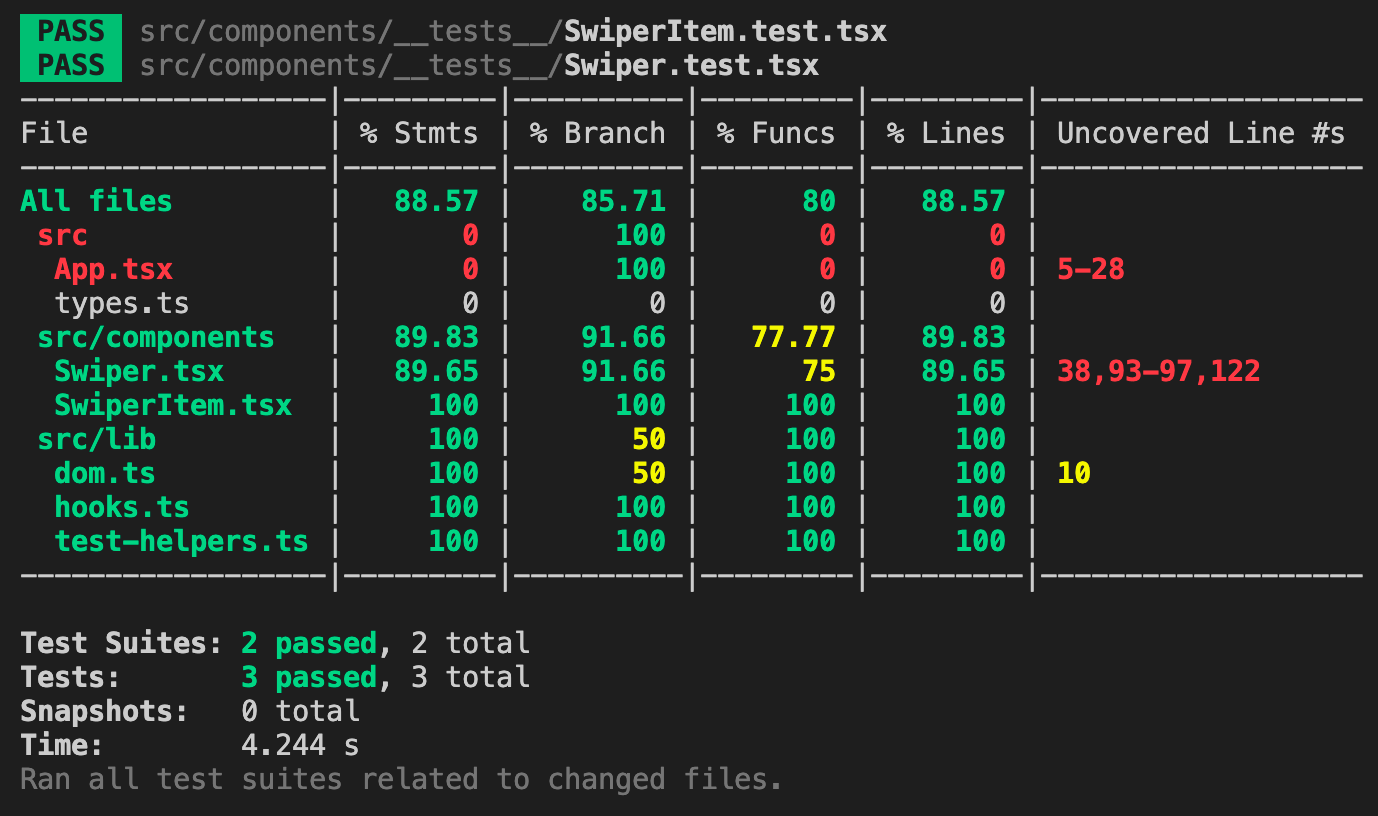 PASS src/components/__tests__/SwiperItem.test.tsx
PASS src/components/__tests__/Swiper.test.tsx
------------------|---------|----------|---------|---------|-------------------
File              | % Stmts | % Branch | % Funcs | % Lines | Uncovered Line #s
------------------|---------|----------|---------|---------|-------------------
All files         |   88.57 |    85.71 |      80 |   88.57 |
 src              |       0 |      100 |       0 |       0 |
  App.tsx         |       0 |      100 |       0 |       0 | 5-28
  types.ts        |       0 |        0 |       0 |       0 |
 src/components   |   89.83 |    91.66 |   77.77 |   89.83 |
  Swiper.tsx      |   89.65 |    91.66 |      75 |   89.65 | 38,93-97,122
  SwiperItem.tsx  |     100 |      100 |     100 |     100 |
 src/lib          |     100 |       50 |     100 |     100 |
  dom.ts          |     100 |       50 |     100 |     100 | 10
  hooks.ts        |     100 |      100 |     100 |     100 |
  test-helpers.ts |     100 |      100 |     100 |     100 |
------------------|---------|----------|---------|---------|-------------------
Test Suites: 2 passed, 2 total
Tests:       3 passed, 3 total
Snapshots:   0 total
Time:        4.244 s
Ran all test suites related to changed files.